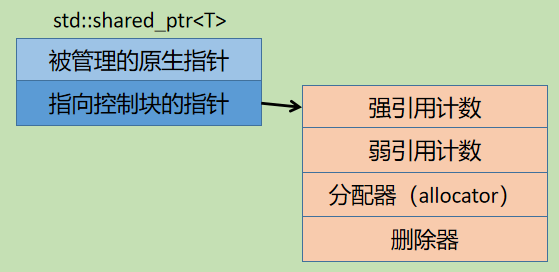 std::shared_ptr<T>
被管理的原生指针
指向控制块的指针
强引用计数
弱引用计数
分配器（allocator）
删除器